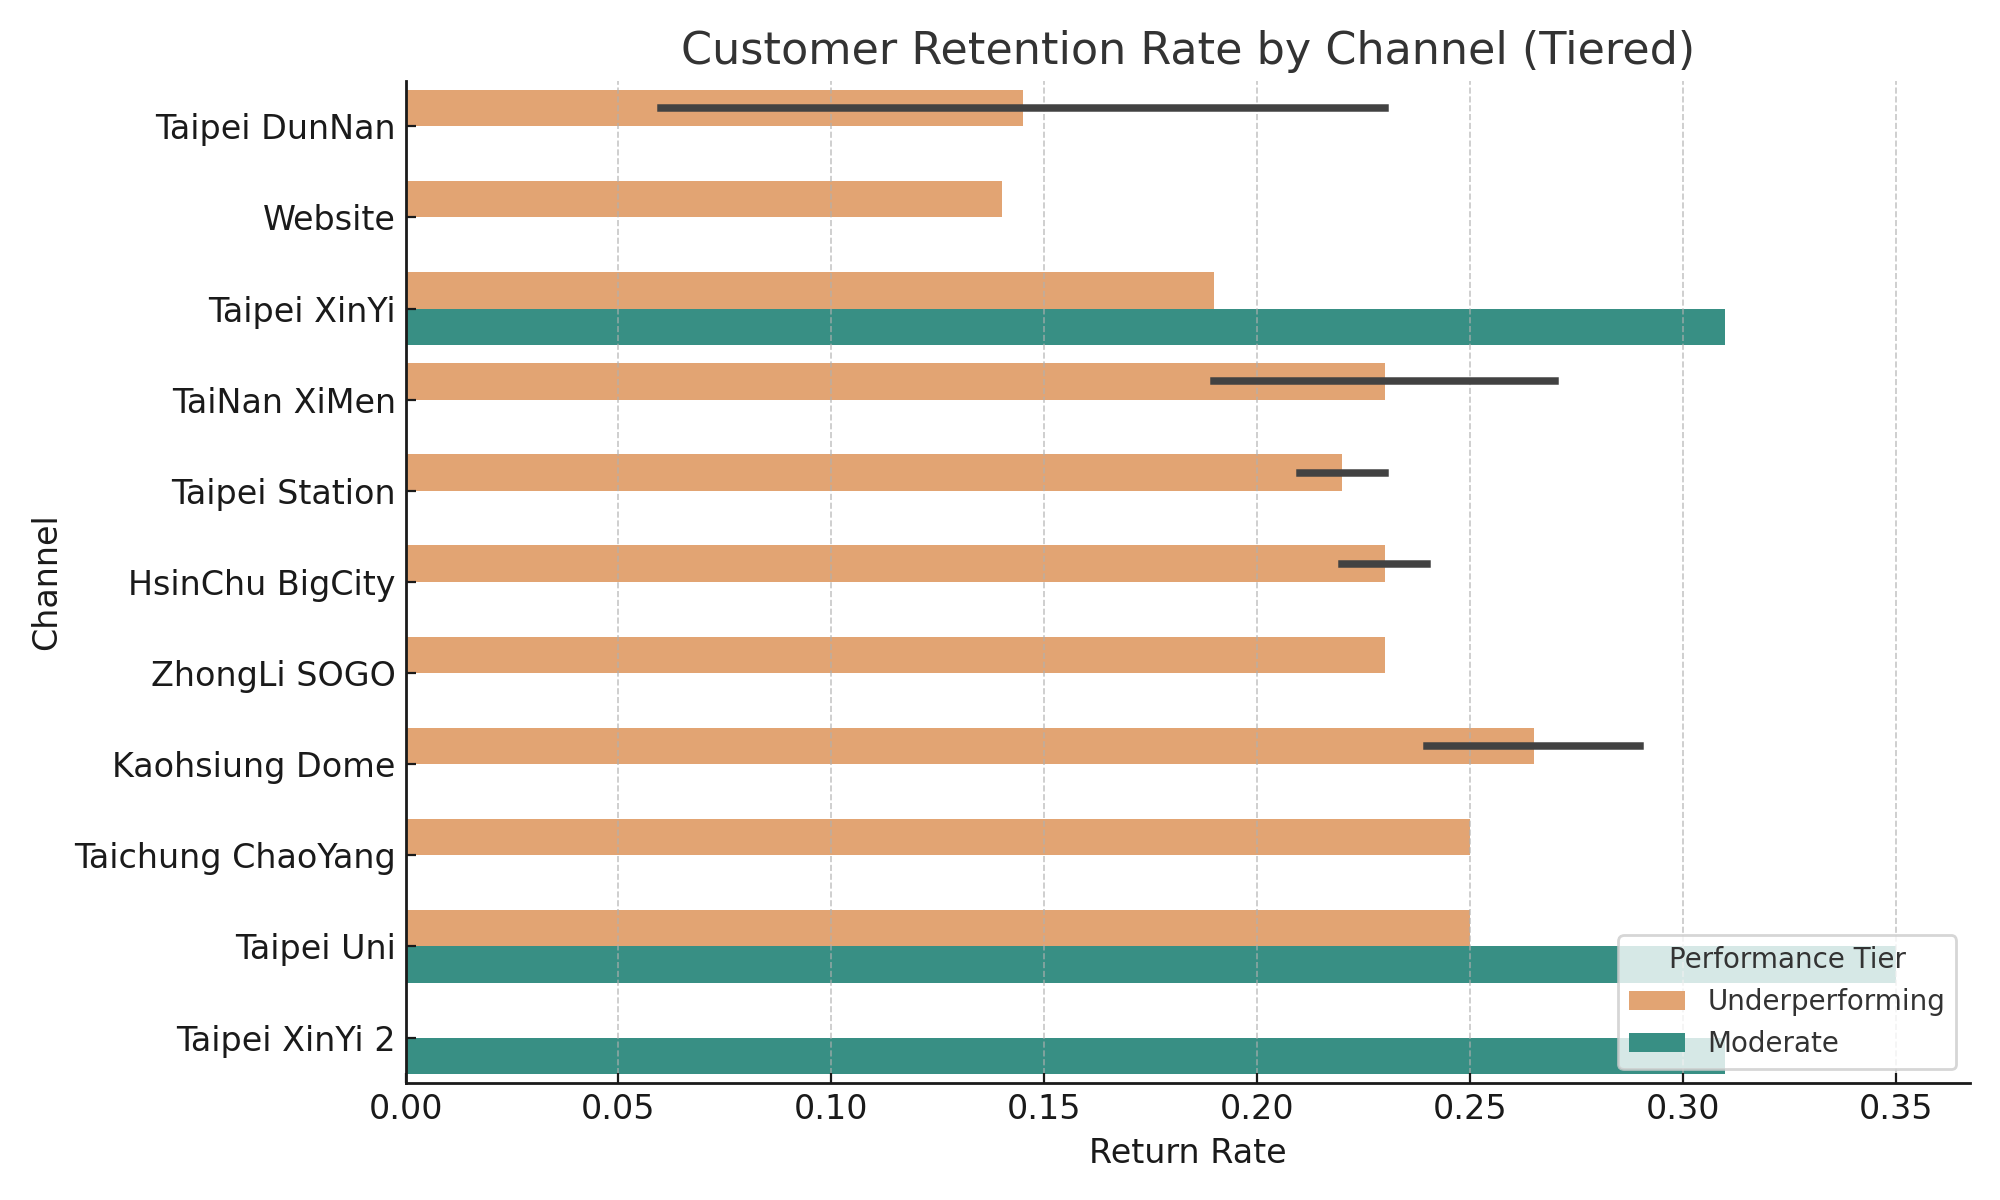 Customer Retention Rate by Channel (Tiered)
Taipei DunNan
Website
Taipei XinYi
TaiNan XiMen
Taipei Station
HsinChu BigCity
ZhongLi SOGO
Kaohsiung Dome
Taichung ChaoYang
Taipei Uni
Taipei XinYi 2
Channel
Performance Tier
Underperforming
Moderate
0.00 0.05 0.10 0.15 0.20 0.25 0.30 0.35
Return Rate